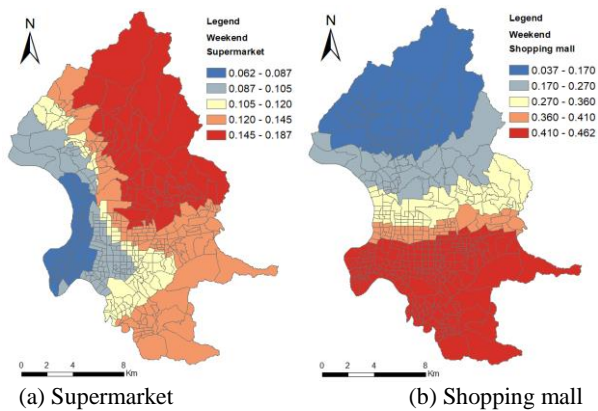 Legend
Weekend
Supermarket
0.062 - 0.087
0.087 - 0.105
0.105 - 0.120
0.120 - 0.145
0.145 - 0.187
N
0 2 4 8
Km
(a) Supermarket
Legend
Weekend
Shopping mall
0.037 - 0.170
0.170 - 0.270
0.270 - 0.360
0.360 - 0.410
0.410 - 0.462
N
0 2 4 8
Km
(b) Shopping mall